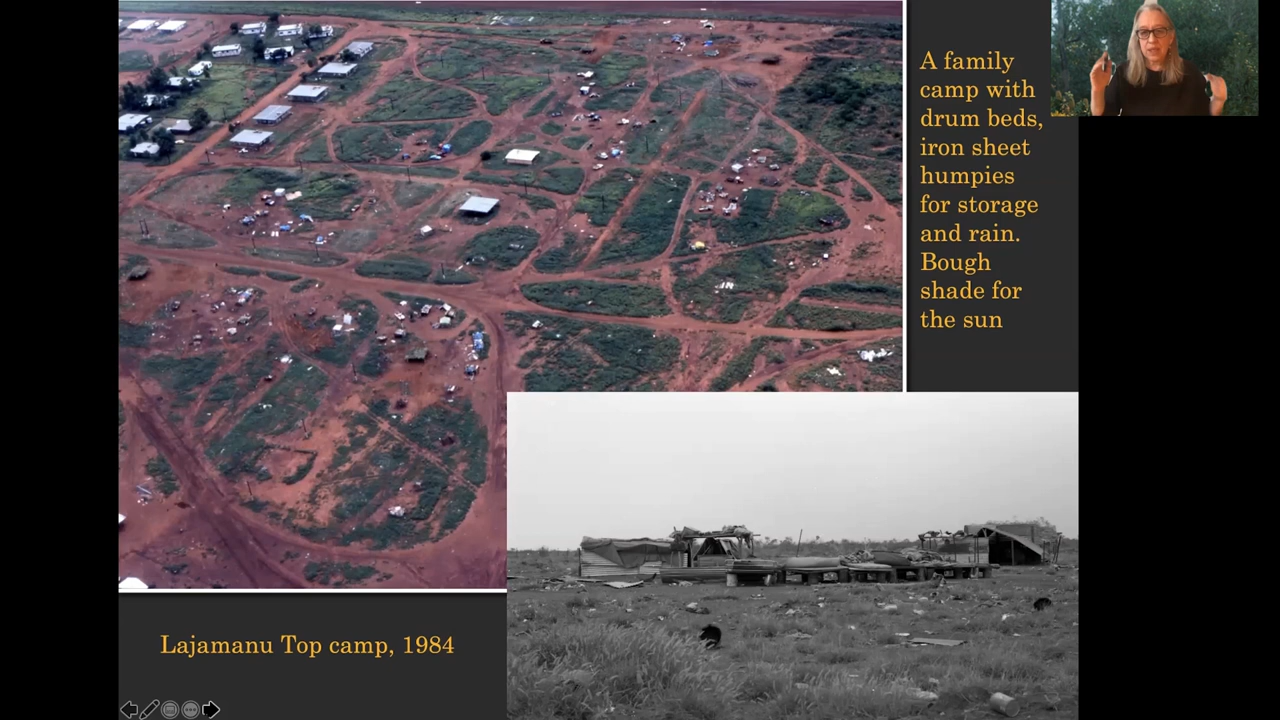 A family
camp with
drum beds,
iron sheet
humpies
for storage
and rain.
Bough
shade for
the sun
Lajamanu Top camp, 1984